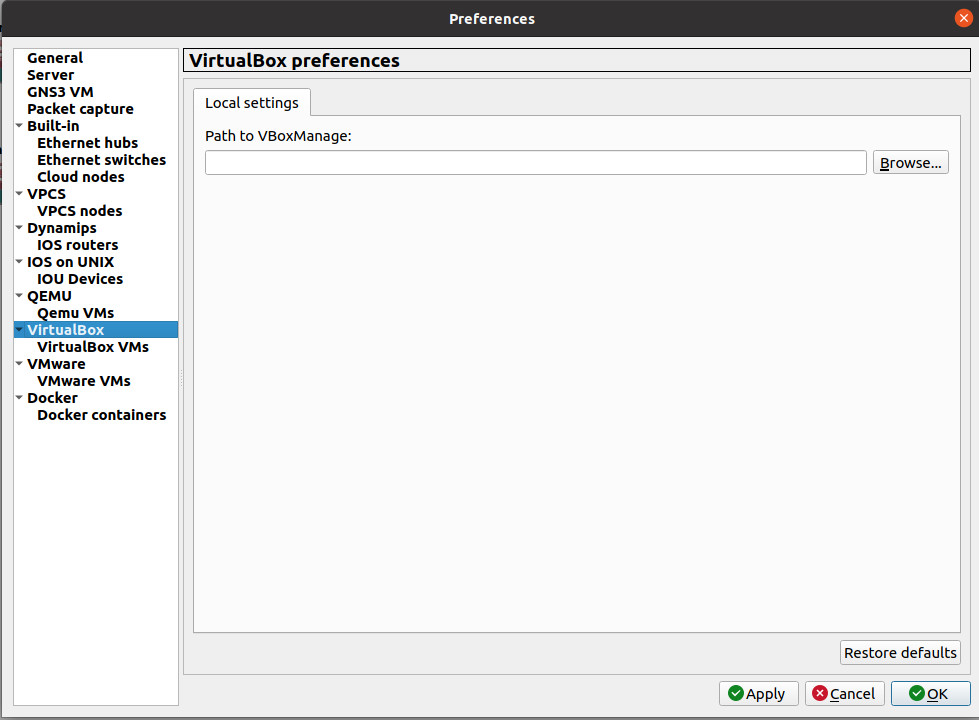 Preferences
General
Server
GNS3 VM
Packet capture
Built-in
Ethernet hubs
Ethernet switches
Cloud nodes
VPCS
VPCS nodes
Dynamips
IOS routers
IOS on UNIX
IOU Devices
QEMU
Qemu VMs
VirtualBox
VirtualBox VMs
VMware
VMware VMs
Docker
Docker containers
VirtualBox preferences
Local settings
Path to VBoxManage:
Browse...
Restore defaults
Apply
Cancel
OK